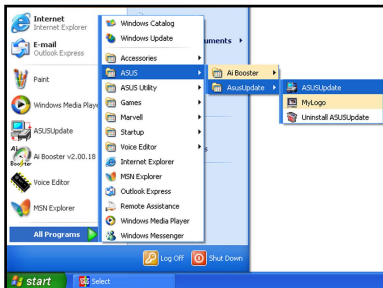 Internet
Internet Explorer
E-mail
Outlook Express
Paint
Windows Media Playe
ASUSUpdate
Ai Booster v2.00.18
Voice Editor
MSN Explorer
All Programs
uments
s
Windows Catalog
Windows Update
Accessories
ASUS
ASUS Utility
Games
Marvell
Startup
Voice Editor
Internet Explorer
MSN Explorer
Outlook Express
Remote Assistance
Windows Media Player
Windows Messenger
Ai Booster
AsusUpdate
ASUSUpdate
MyLogo
Uninstall ASUSUpdate
Log Off
Shut Down
start
Select